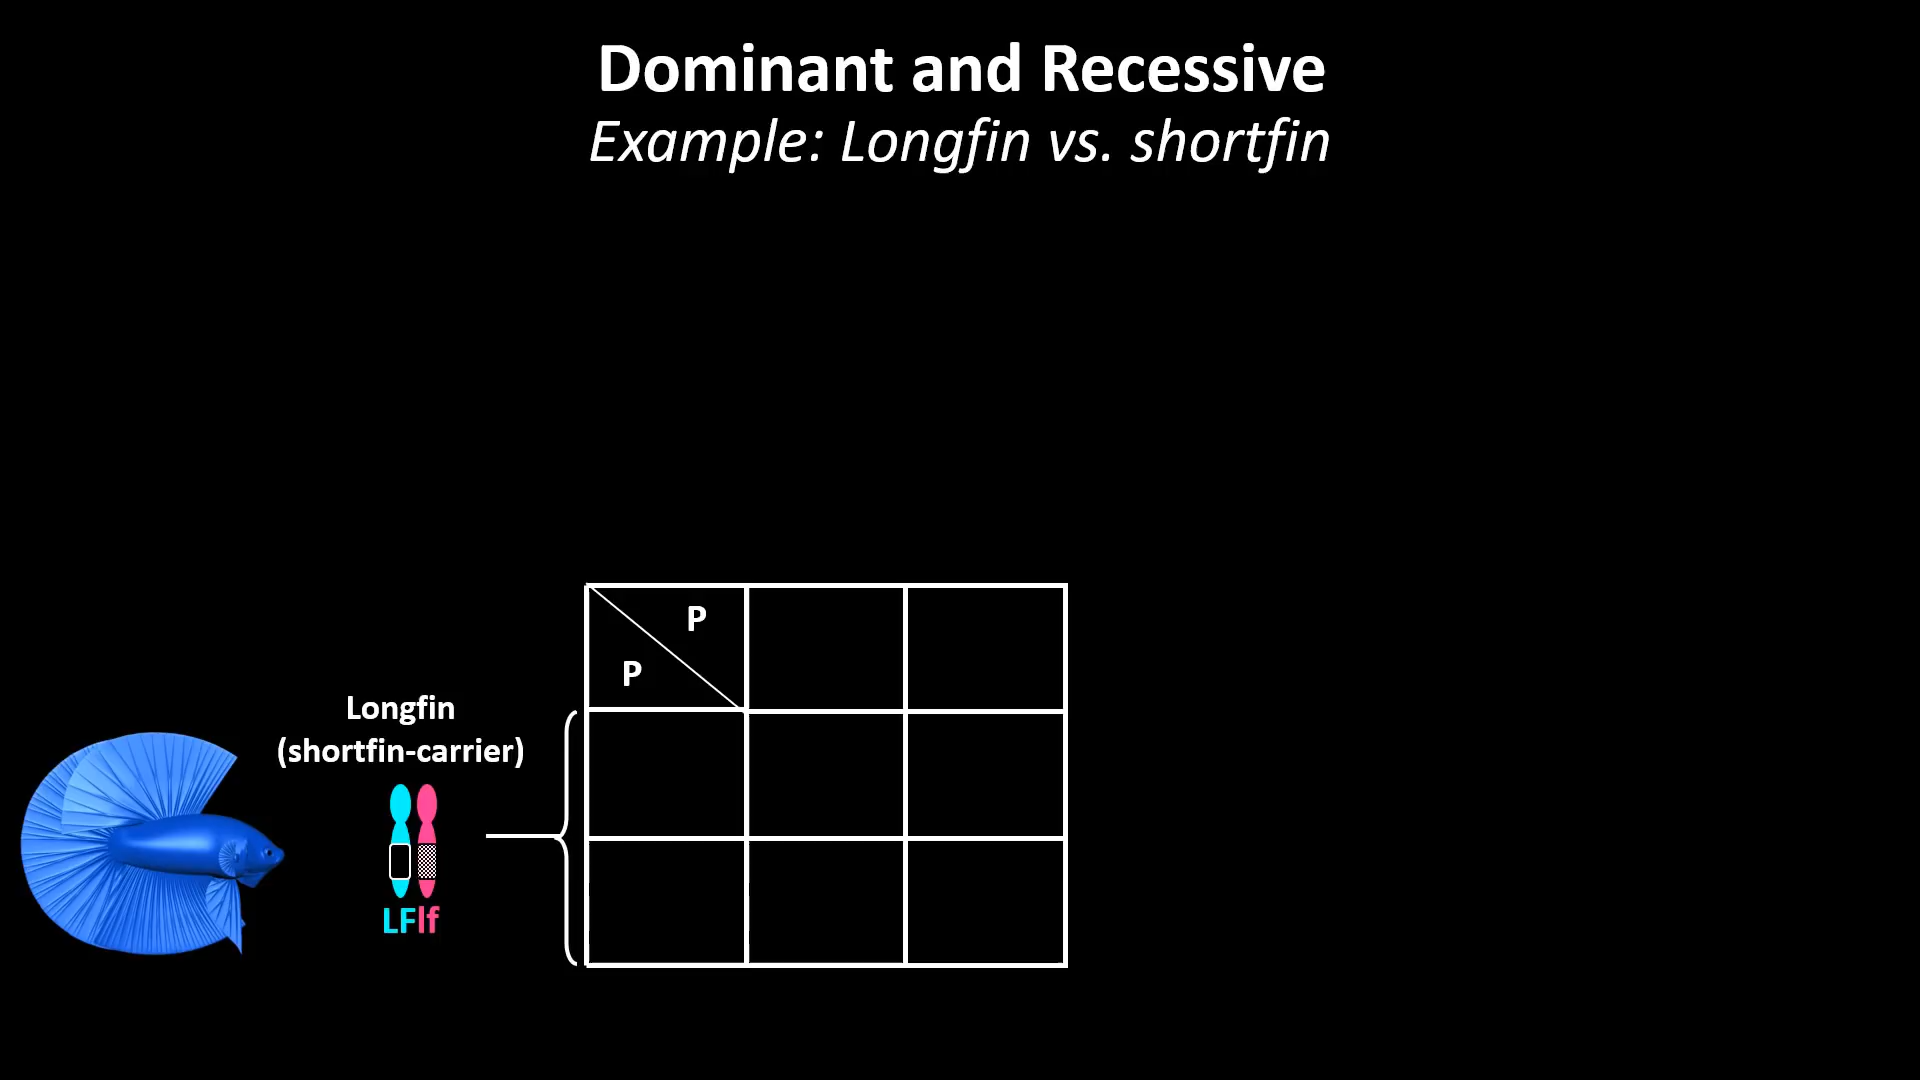 Dominant and Recessive
Example: Longfin vs. shortfin
P
P
Longfin
(shortfin-carrier)
LFlf